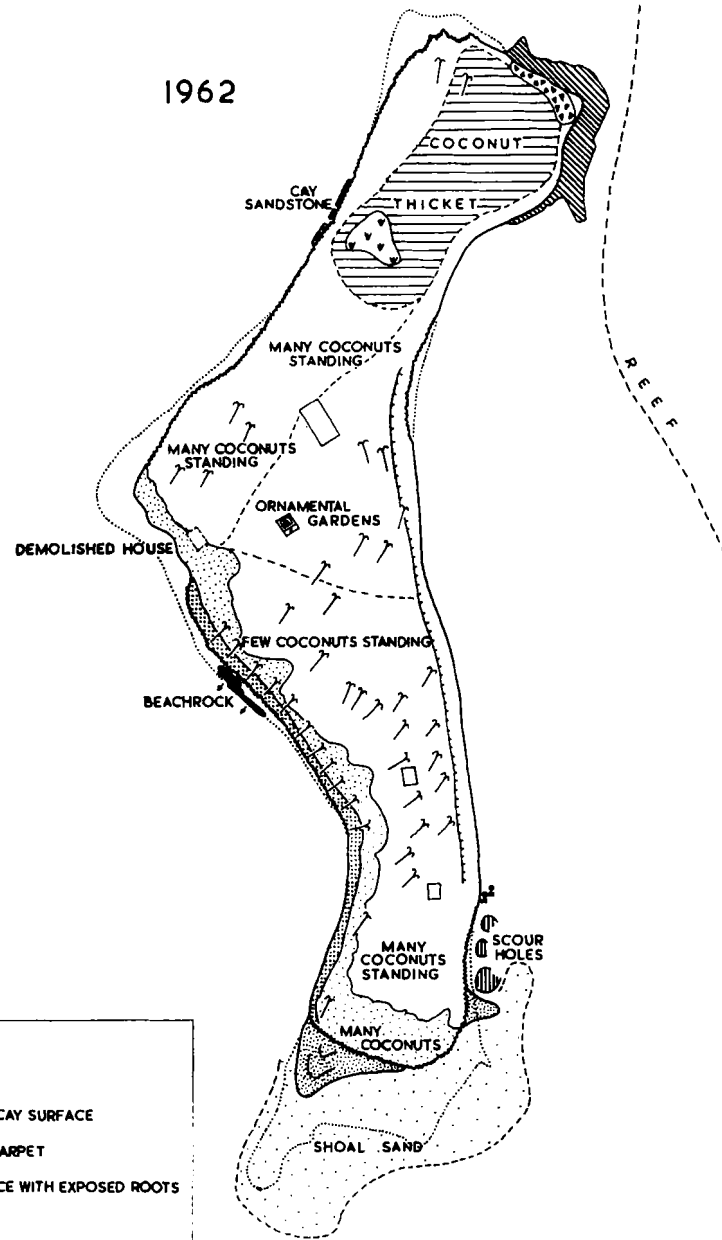 1962
COCONUT
THICKET
CAY
SANDSTONE
MANY COCONUTS
STANDING
REEF
MANY COCONUTS
STANDING
ORNAMENTAL
GARDENS
DEMOLISHED HOUSE
FEW COCONUTS STANDING
BEACHROCK
SCOUR
HOLES
MANY
COCONUTS
STANDING
MANY
COCONUTS
SHOAL SAND
CAY SURFACE
ARPET
CE WITH EXPOSED ROOTS